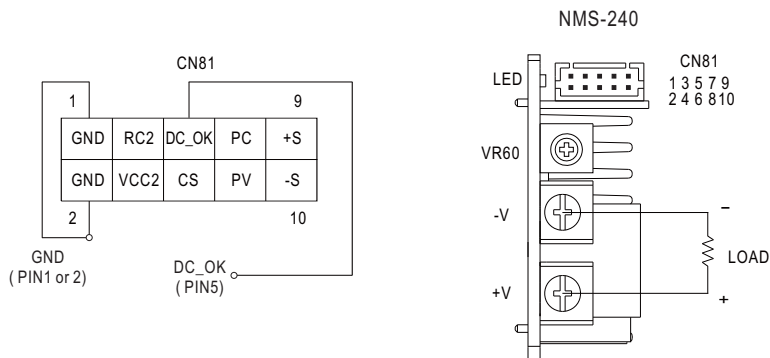 NMS-240
CN81
1 9
GND RC2 DC_OK PC +S
GND VCC2 CS PV -S
2 10
GND
( PIN1 or 2)
DC_OK
( PIN5)
LED
CN81
1 3 5 7 9
2 4 6 8 10
VR60
-V
+V
−
LOAD
+